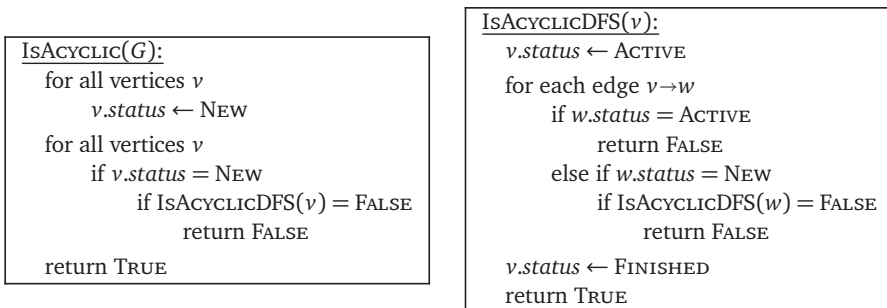 IsAcyclic(G):
for all vertices v
v.status ← New
for all vertices v
if v.status = New
if IsAcyclicDFS(v) = False
return False
return True
IsAcyclicDFS(v):
v.status ← Active
for each edge v→w
if w.status = Active
return False
else if w.status = New
if IsAcyclicDFS(w) = False
return False
v.status ← Finished
return True